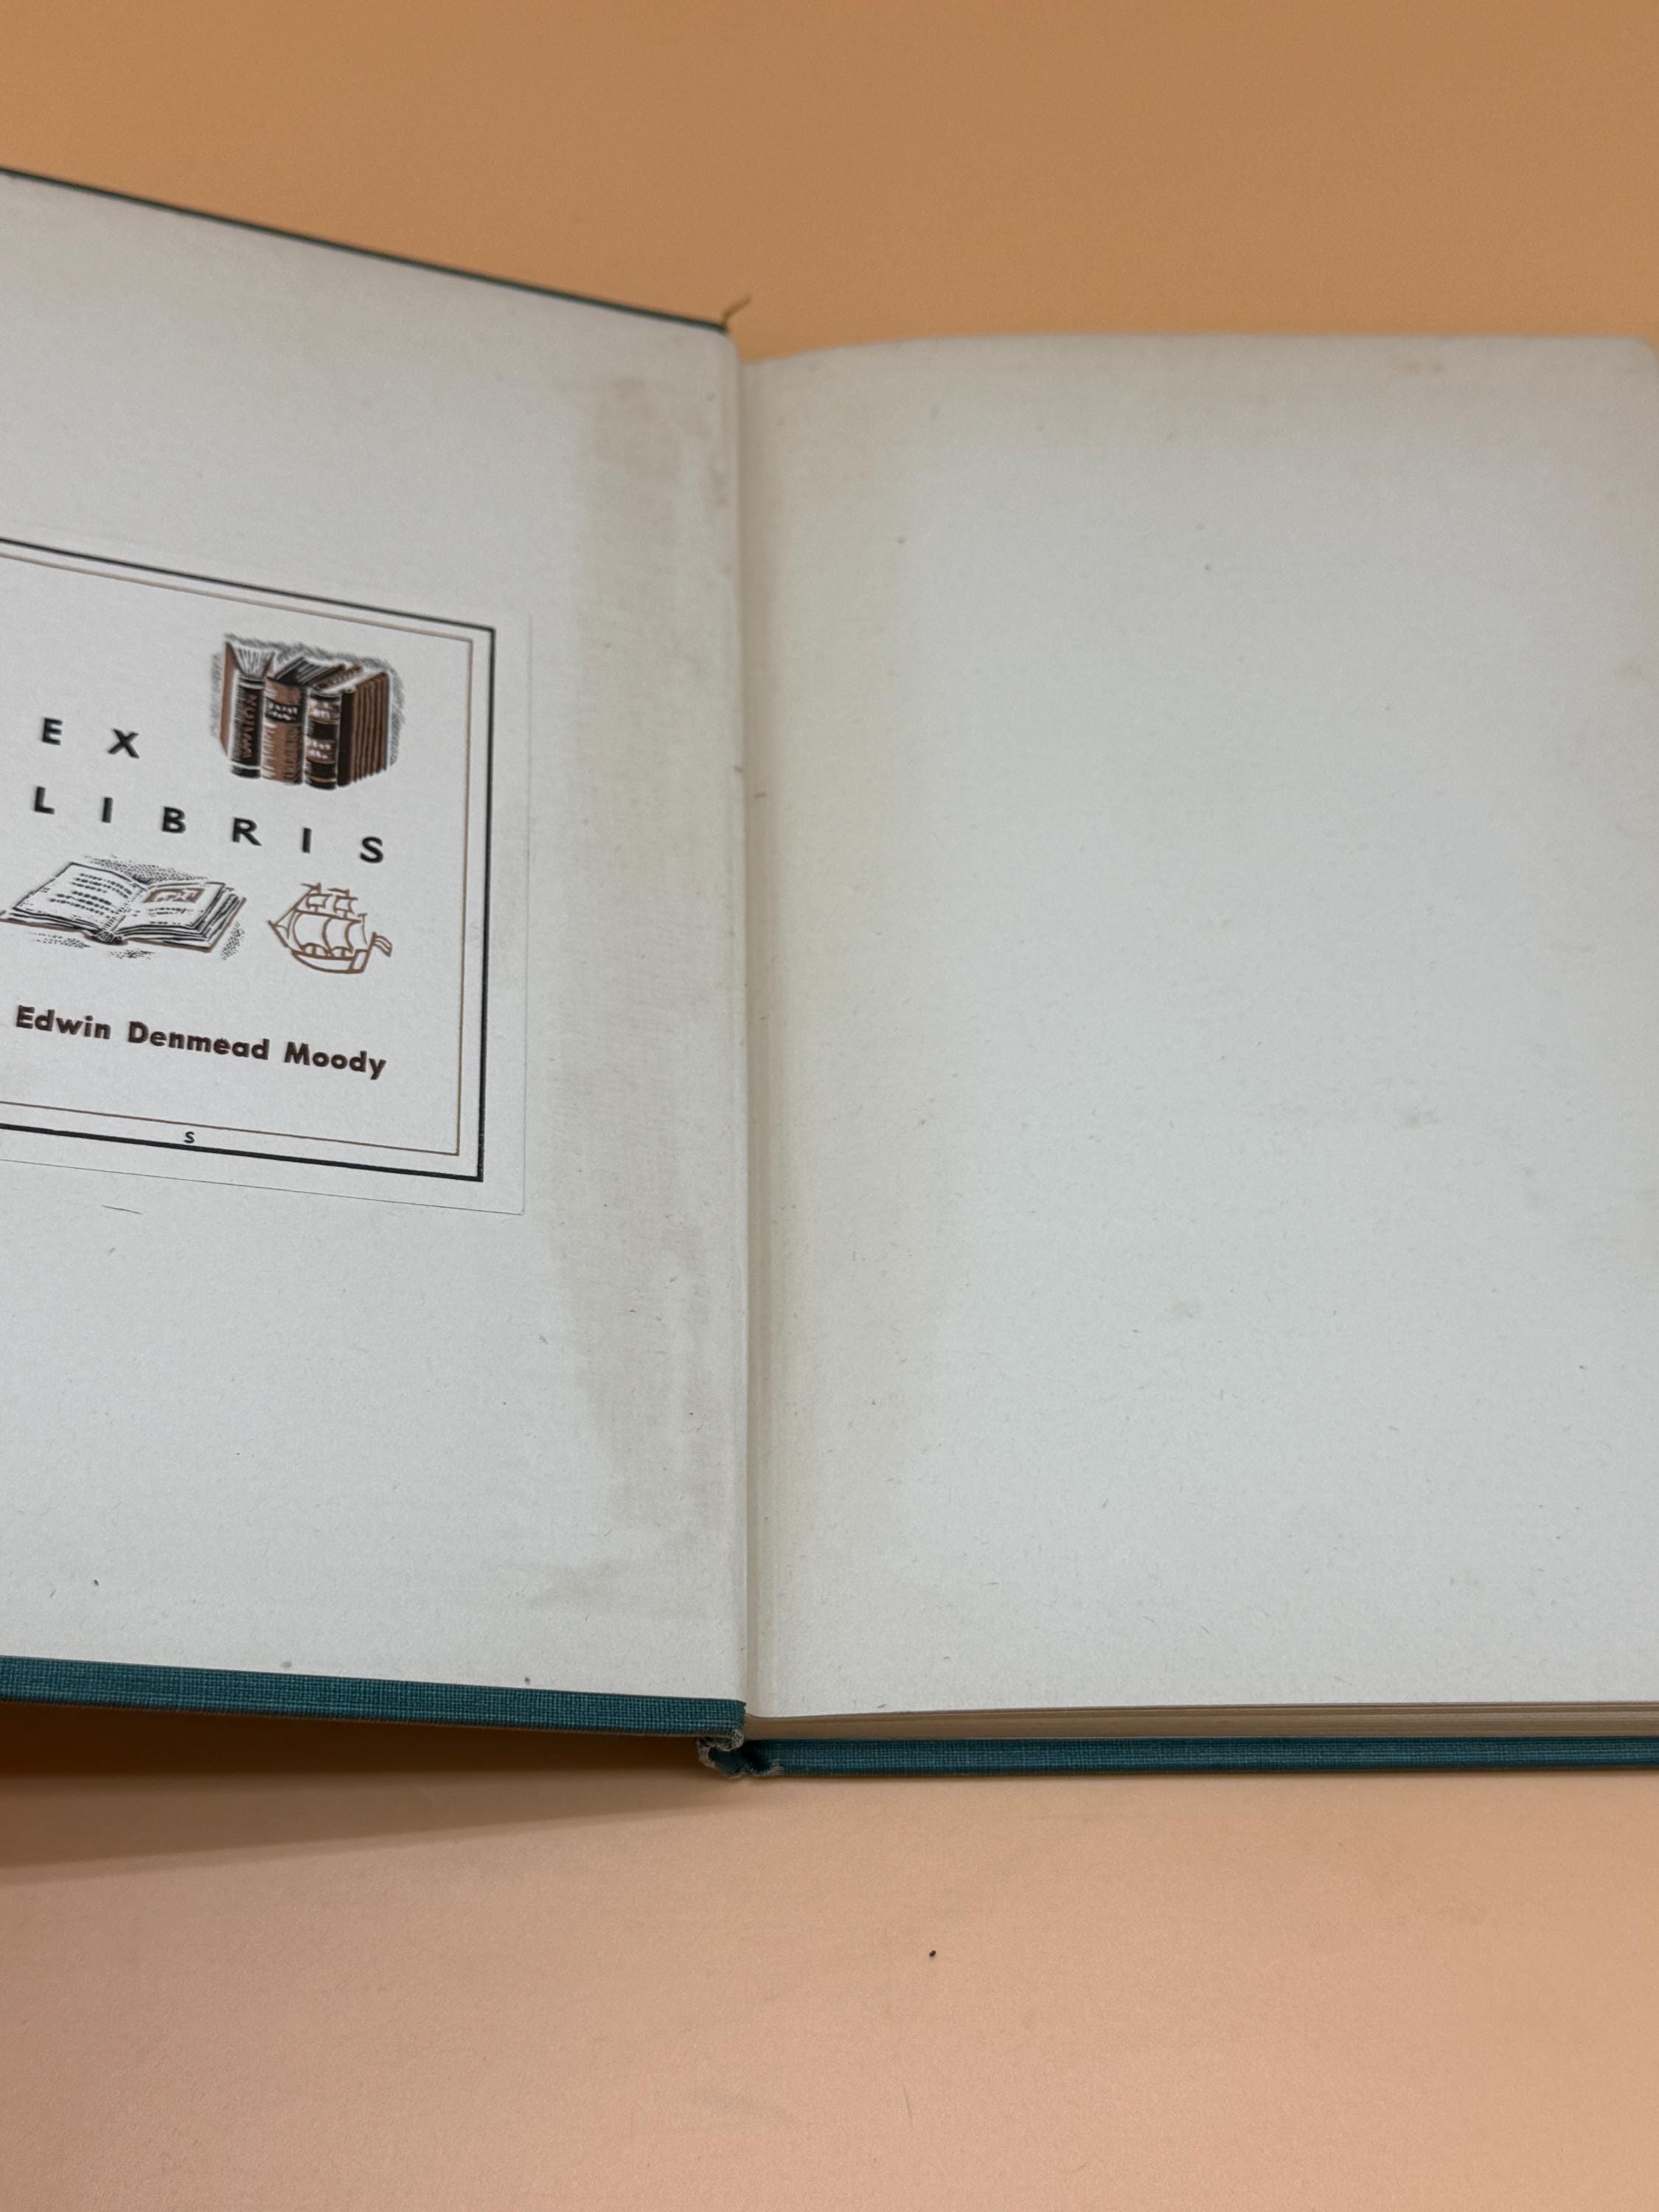 EX
LIBRIS
Edwin Denmead Moody
S